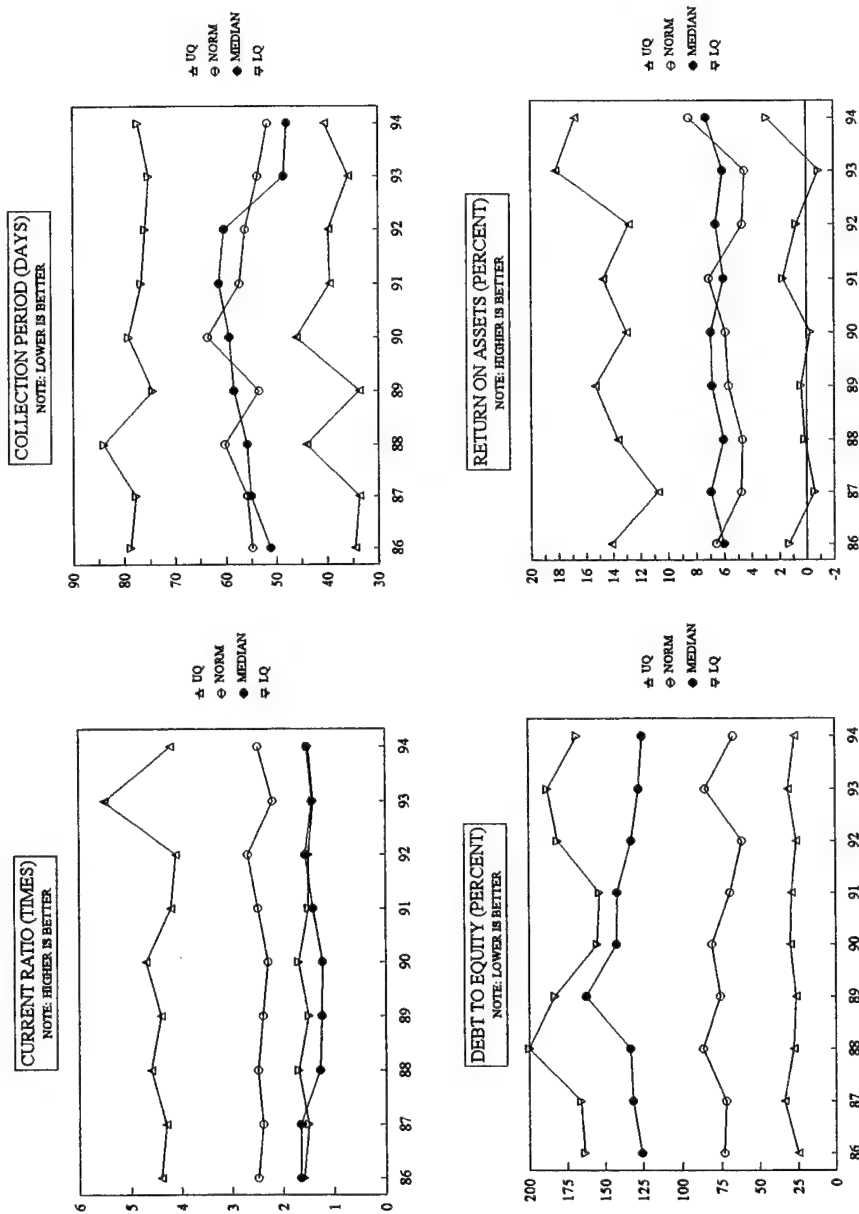 COLLECTION PERIOD (DAYS)
NOTE: LOWER IS BETTER
90
80
70
60
50
40
30
86 87 88 89 90 91 92 93 94
UQ
NORM
MEDIAN
LQ
RETURN ON ASSETS (PERCENT)
NOTE: HIGHER IS BETTER
20
18
16
14
12
10
8
6
4
2
0
-2
86 87 88 89 90 91 92 93 94
UQ
NORM
MEDIAN
LQ
CURRENT RATIO (TIMES)
NOTE: HIGHER IS BETTER
6
5
4
3
2
1
0
86 87 88 89 90 91 92 93 94
UQ
NORM
MEDIAN
LQ
DEBT TO EQUITY (PERCENT)
NOTE: LOWER IS BETTER
200
175
150
125
100
75
50
25
0
86 87 88 89 90 91 92 93 94
UQ
NORM
MEDIAN
LQ